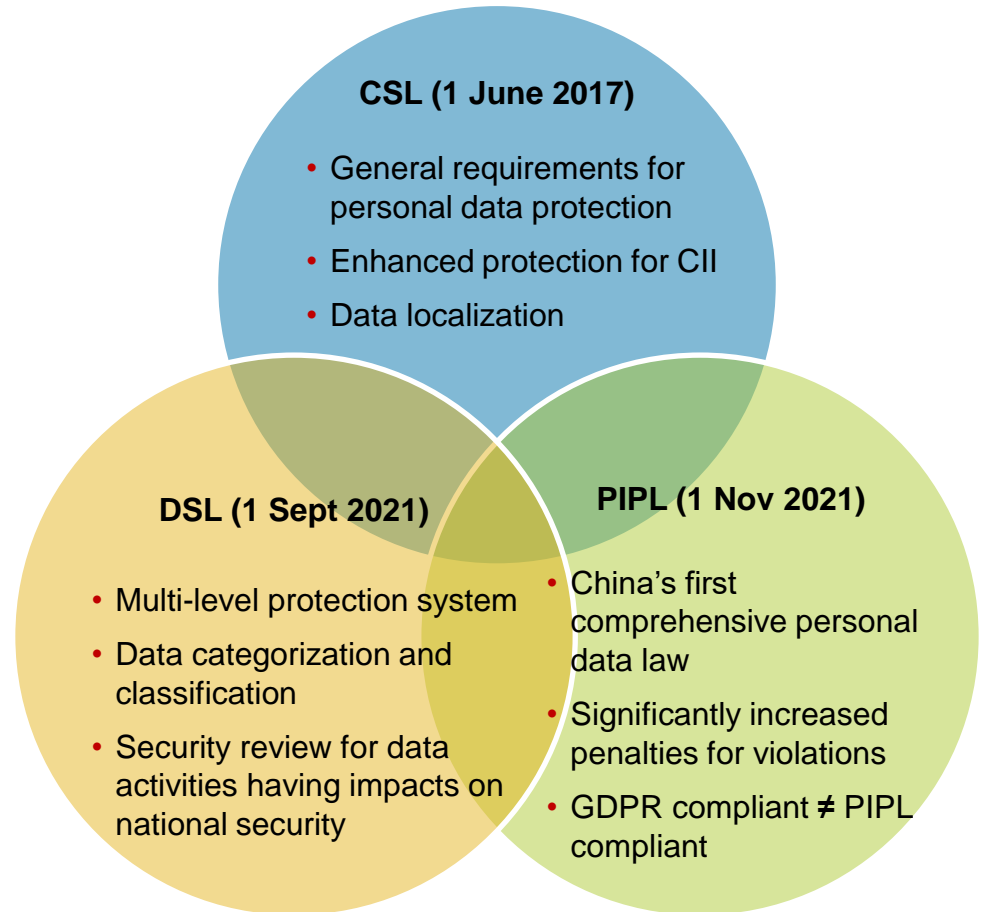 CSL (1 June 2017)
• General requirements for
personal data protection
• Enhanced protection for CII
• Data localization
DSL (1 Sept 2021)
• Multi-level protection system
• Data categorization and
classification
• Security review for data
activities having impacts on
national security
PIPL (1 Nov 2021)
• China’s first
comprehensive personal
data law
• Significantly increased
penalties for violations
• GDPR compliant ≠ PIPL
compliant